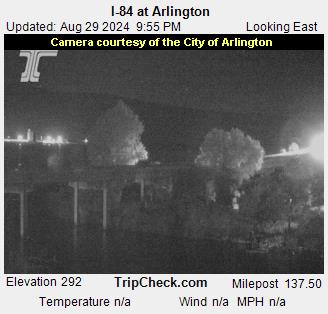 I-84 at Arlington
Updated: Aug 29 2024 9:55 PM Looking East
Camera courtesy of the City of Arlington
Elevation 292 TripCheck.com Milepost 137.50
Temperature n/a Wind n/a MPH n/a